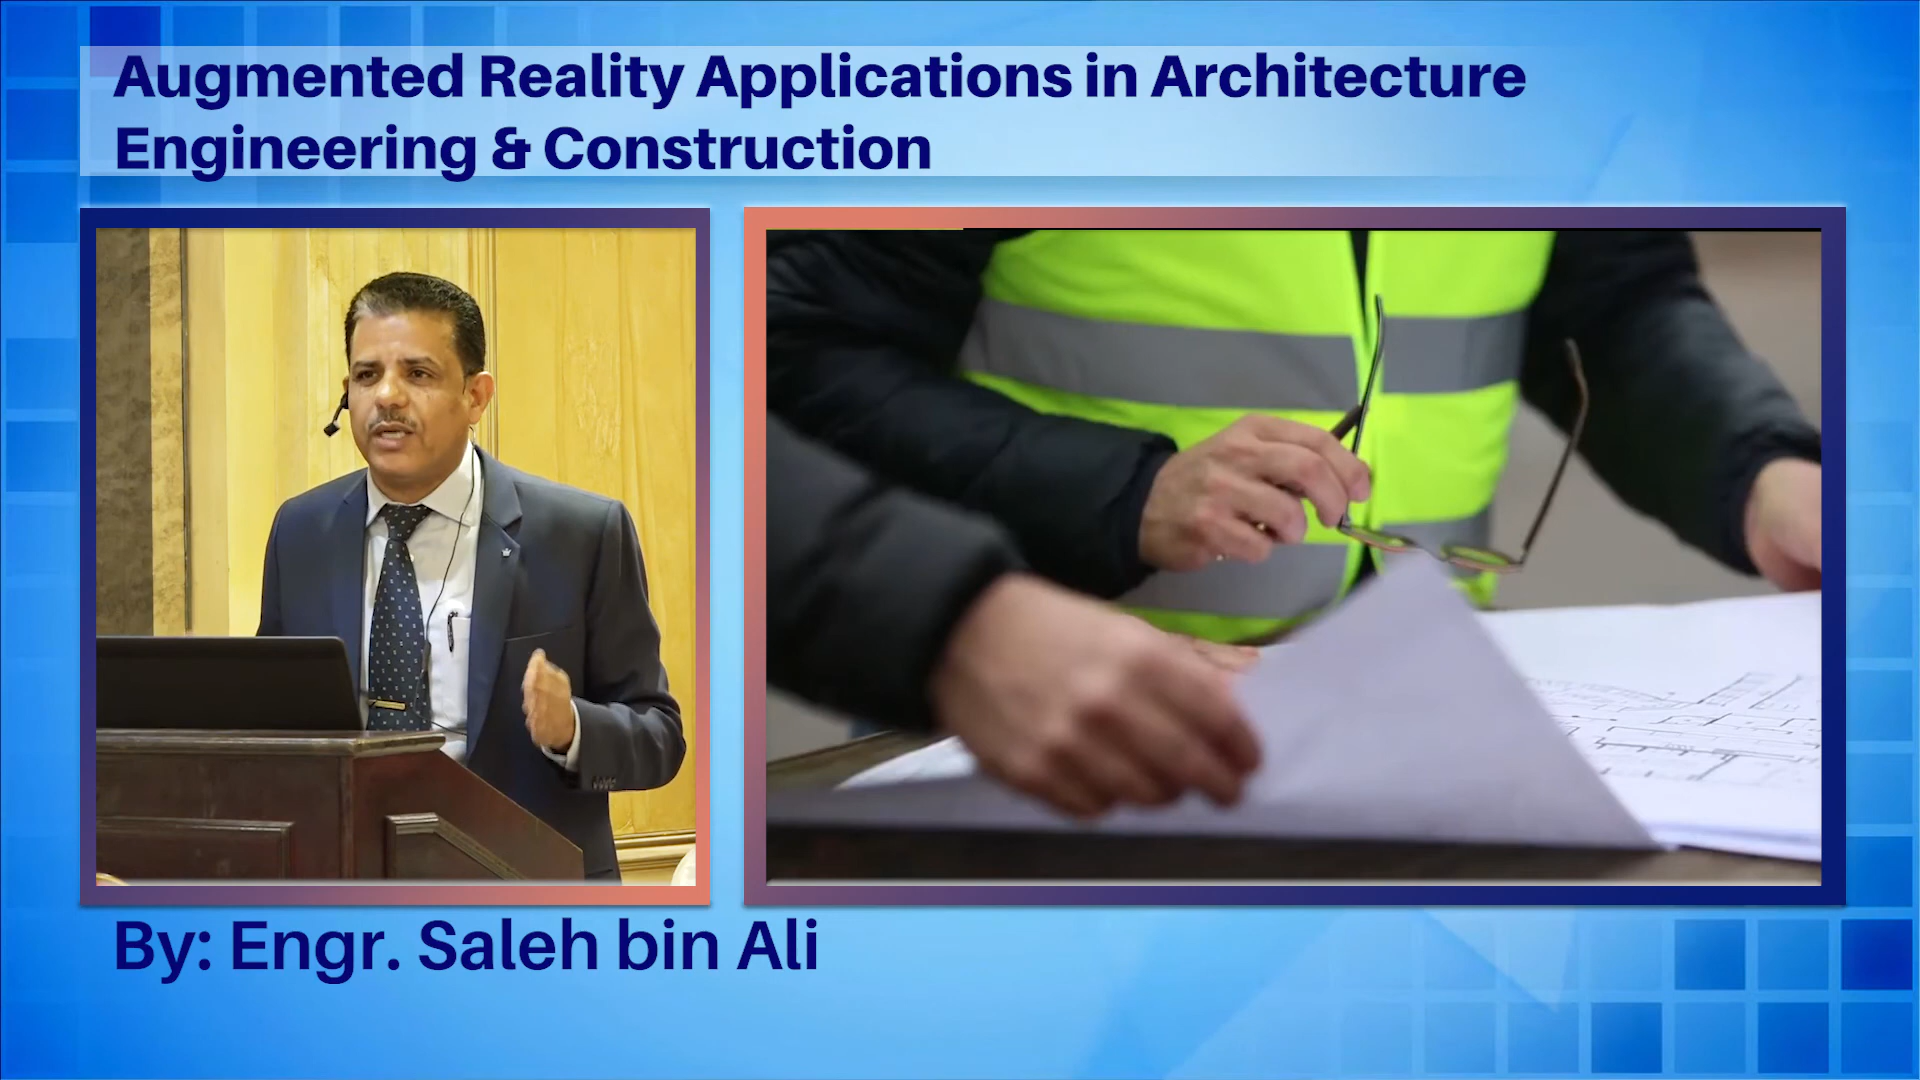 Augmented Reality Applications in Architecture
Engineering & Construction
By: Engr. Saleh bin Ali